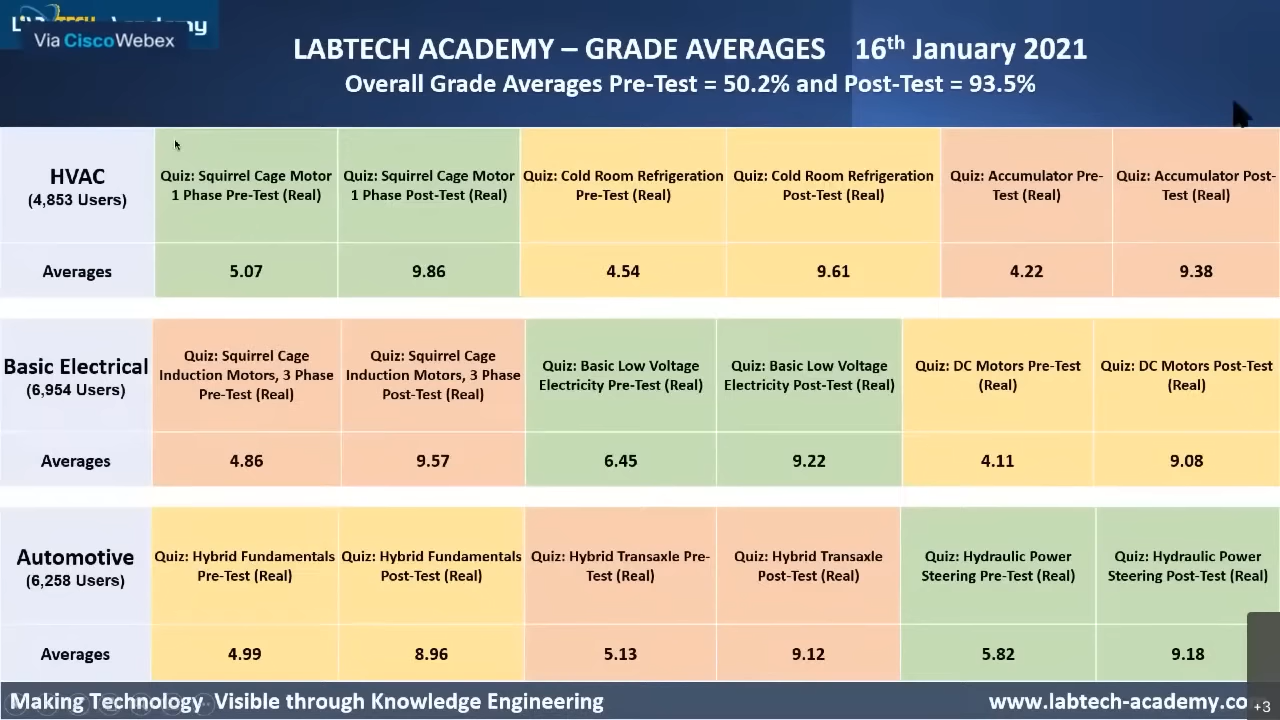 Via Cisco Webex
LABTECH ACADEMY – GRADE AVERAGES 16th January 2021
Overall Grade Averages Pre-Test = 50.2% and Post-Test = 93.5%
HVAC
(4,853 Users)
Quiz: Squirrel Cage Motor
1 Phase Pre-Test (Real)
Quiz: Squirrel Cage Motor
1 Phase Post-Test (Real)
Quiz: Cold Room Refrigeration
Pre-Test (Real)
Quiz: Cold Room Refrigeration
Post-Test (Real)
Quiz: Accumulator Pre-
Test (Real)
Quiz: Accumulator Post-
Test (Real)
Averages
5.07
9.86
4.54
9.61
4.22
9.38
Basic Electrical
(6,954 Users)
Quiz: Squirrel Cage
Induction Motors, 3 Phase
Pre-Test (Real)
Quiz: Squirrel Cage
Induction Motors, 3 Phase
Post-Test (Real)
Quiz: Basic Low Voltage
Electricity Pre-Test (Real)
Quiz: Basic Low Voltage
Electricity Post-Test (Real)
Quiz: DC Motors Pre-Test
(Real)
Quiz: DC Motors Post-Test
(Real)
Averages
4.86
9.57
6.45
9.22
4.11
9.08
Automotive
(6,258 Users)
Quiz: Hybrid Fundamentals
Pre-Test (Real)
Quiz: Hybrid Fundamentals
Post-Test (Real)
Quiz: Hybrid Transaxle Pre-
Test (Real)
Quiz: Hybrid Transaxle
Post-Test (Real)
Quiz: Hydraulic Power
Steering Pre-Test (Real)
Quiz: Hydraulic Power
Steering Post-Test (Real)
Averages
4.99
8.96
5.13
9.12
5.82
9.18
Making Technology Visible through Knowledge Engineering
www.labtech-academy.co
+3